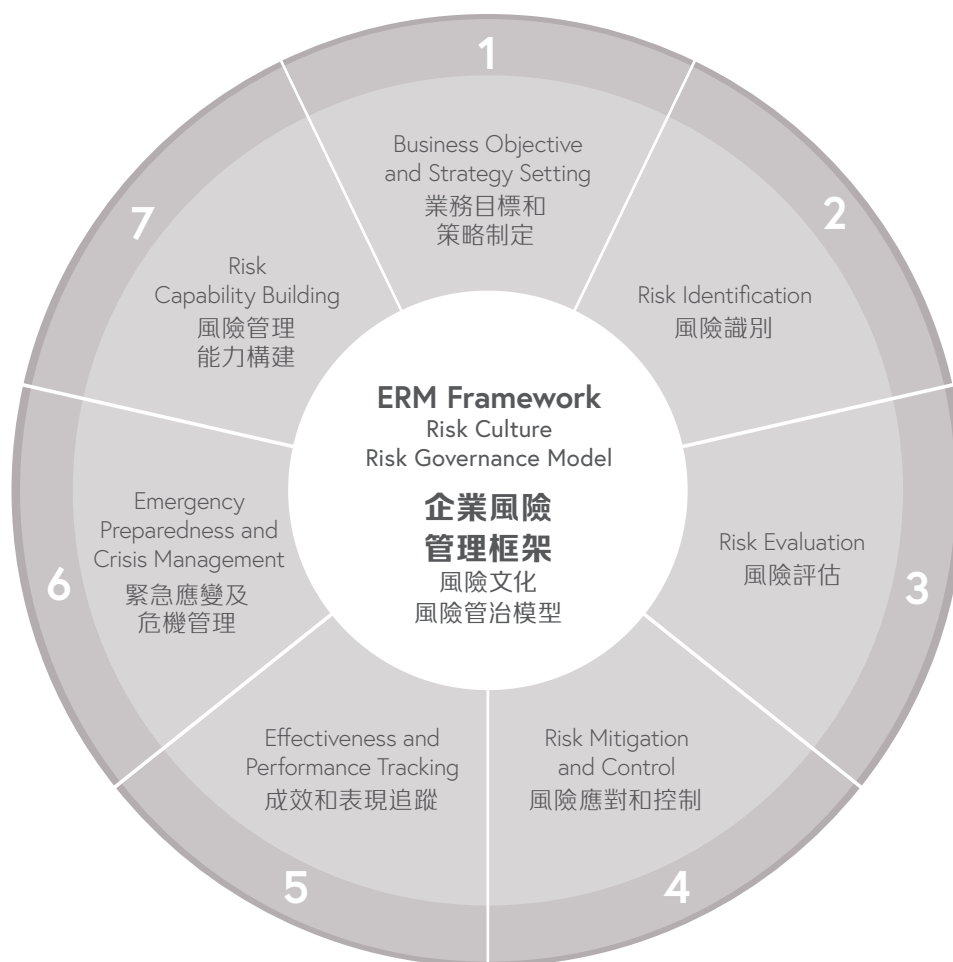 1
Business Objective
and Strategy Setting
業務目標和
策略制定
2
Risk Identification
風險識別
3
Risk Evaluation
風險評估
4
Risk Mitigation
and Control
風險應對和控制
5
Effectiveness and
Performance Tracking
成效和表現追蹤
6
Emergency
Preparedness and
Crisis Management
緊急應變及
危機管理
7
Risk
Capability Building
風險管理
能力構建
ERM Framework
Risk Culture
Risk Governance Model
企業風險
管理框架
風險文化
風險管治模型